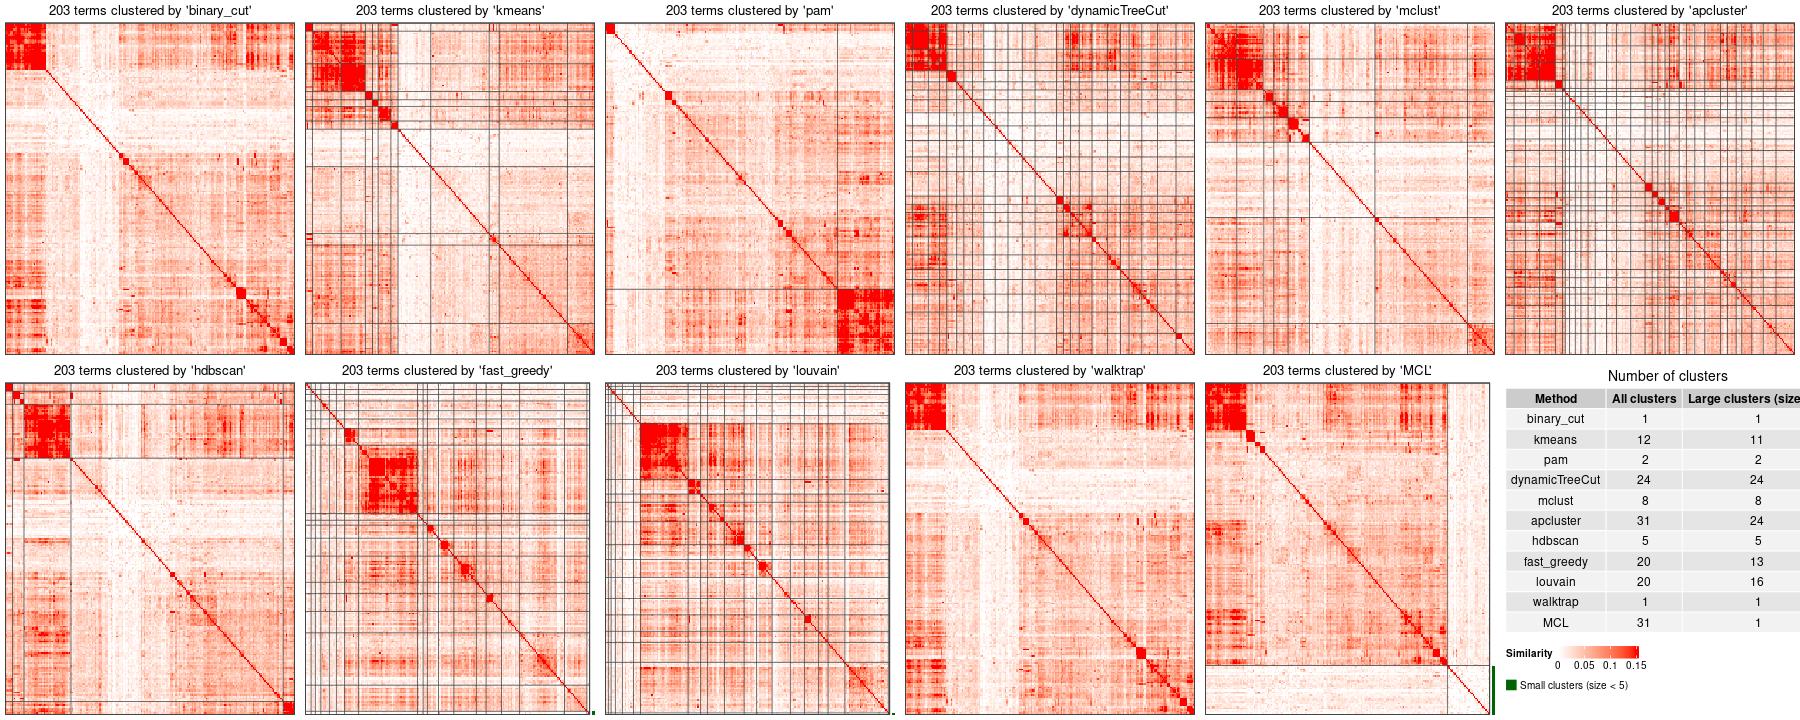 203 terms clustered by 'binary_cut'
203 terms clustered by 'kmeans'
203 terms clustered by 'pam'
203 terms clustered by 'dynamicTreeCut'
203 terms clustered by 'mclust'
203 terms clustered by 'apcluster'
203 terms clustered by 'hdbscan'
203 terms clustered by 'fast_greedy'
203 terms clustered by 'louvain'
203 terms clustered by 'walktrap'
203 terms clustered by 'MCL'
Number of clusters
Method All clusters Large clusters (size
binary_cut 1 1
kmeans 12 11
pam 2 2
dynamicTreeCut 24 24
mclust 8 8
apcluster 31 24
hdbscan 5 5
fast_greedy 20 13
louvain 20 16
walktrap 1 1
MCL 31 1
Similarity
0 0.05 0.1 0.15
Small clusters (size < 5)